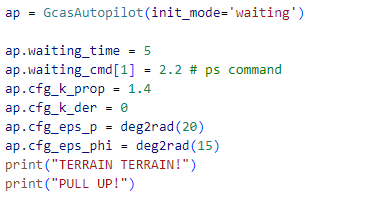 ap = GcasAutopilot(init_mode='waiting')
ap.waiting_time = 5
ap.waiting_cmd[1] = 2.2 # ps command
ap.cfg_k_prop = 1.4
ap.cfg_k_der = 0
ap.cfg_eps_p = deg2rad(20)
ap.cfg_eps_phi = deg2rad(15)
print("TERRAIN TERRAIN!")
print("PULL UP!")